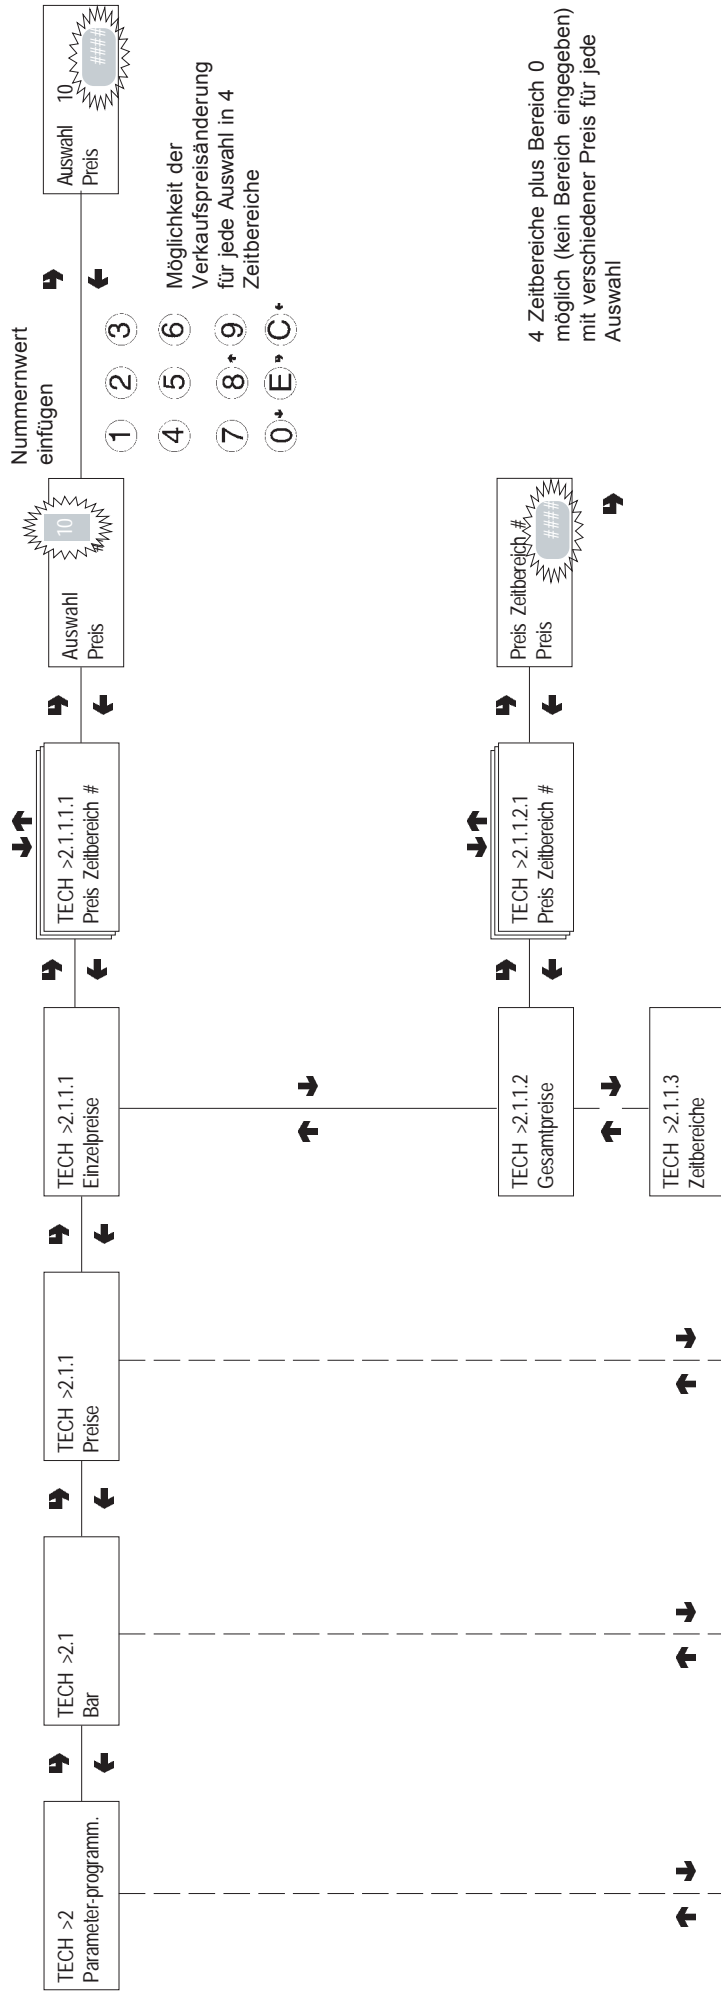 TECH >2
Parameter-programm.
TECH >2.1
Bar
TECH >2.1.1
Preise
TECH >2.1.1.1
Einzelpreise
TECH >2.1.1.1.1
Preis Zeitbereich #
Auswahl 10
Preis
Nummernwert
einfügen
1 2 3
4 5 6
7 8 9
0 E C
Auswahl 10
Preis ####
Möglichkeit der
Verkaufspreisänderung
für jede Auswahl in 4
Zeitbereiche
TECH >2.1.1.2
Gesamtpreise
TECH >2.1.1.2.1
Preis Zeitbereich #
Preis Zeitbereich #
Preis ####
4 Zeitbereiche plus Bereich 0
möglich (kein Bereich eingegeben)
mit verschiedener Preis für jede
Auswahl
TECH >2.1.1.3
Zeitbereiche